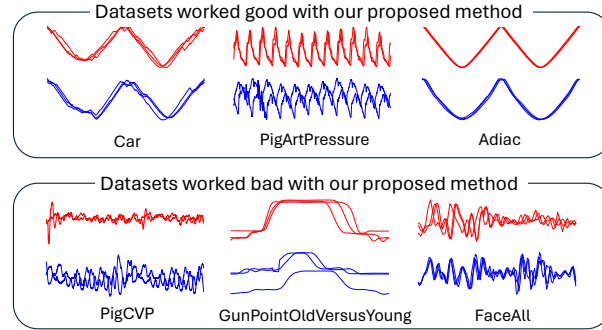 Datasets worked good with our proposed method
Car
PigArtPressure
Adiac
Datasets worked bad with our proposed method
PigCVP
GunPointOldVersusYoung
FaceAll